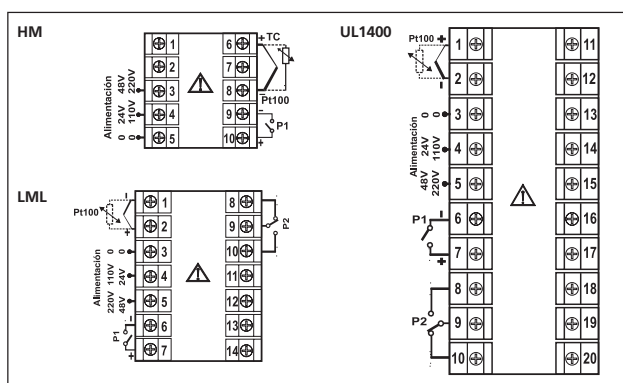 HM
1
2
3
4
5
6
7
8
9
10
+ TC
-
Pt100
-
P1
+
Alimentación
48V 220V
24V 110V
0 0
LML
Pt100
-
+
Alimentación
0 0
110V 24V
220V 48V
P1
-
+
1
2
3
4
5
6
7
8
9
10
11
12
13
14
P2
UL1400
Pt100 +
-
Alimentación
0 0
24V 110V
48V 220V
P1
-
+
P2
1
2
3
4
5
6
7
8
9
10
11
12
13
14
15
16
17
18
19
20